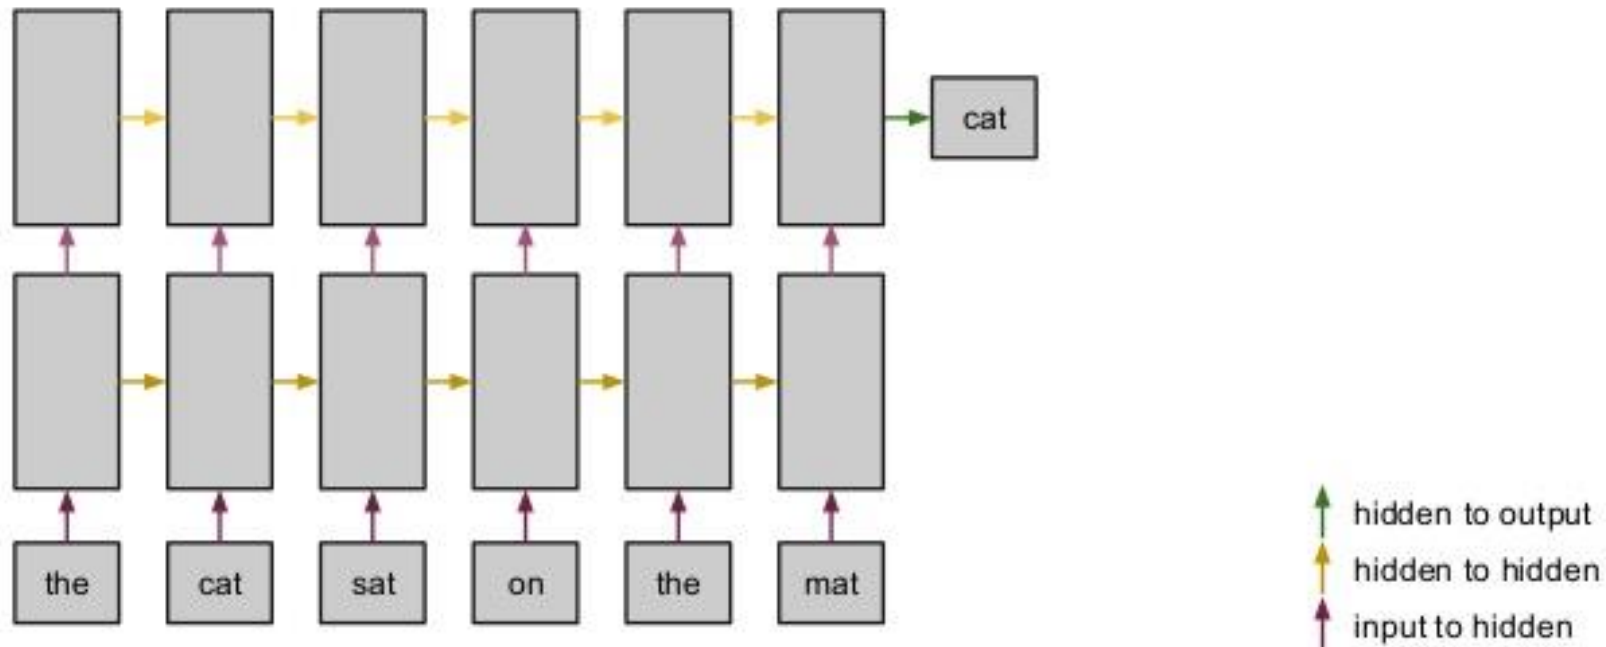 cat
the cat sat on the mat
hidden to output
hidden to hidden
input to hidden